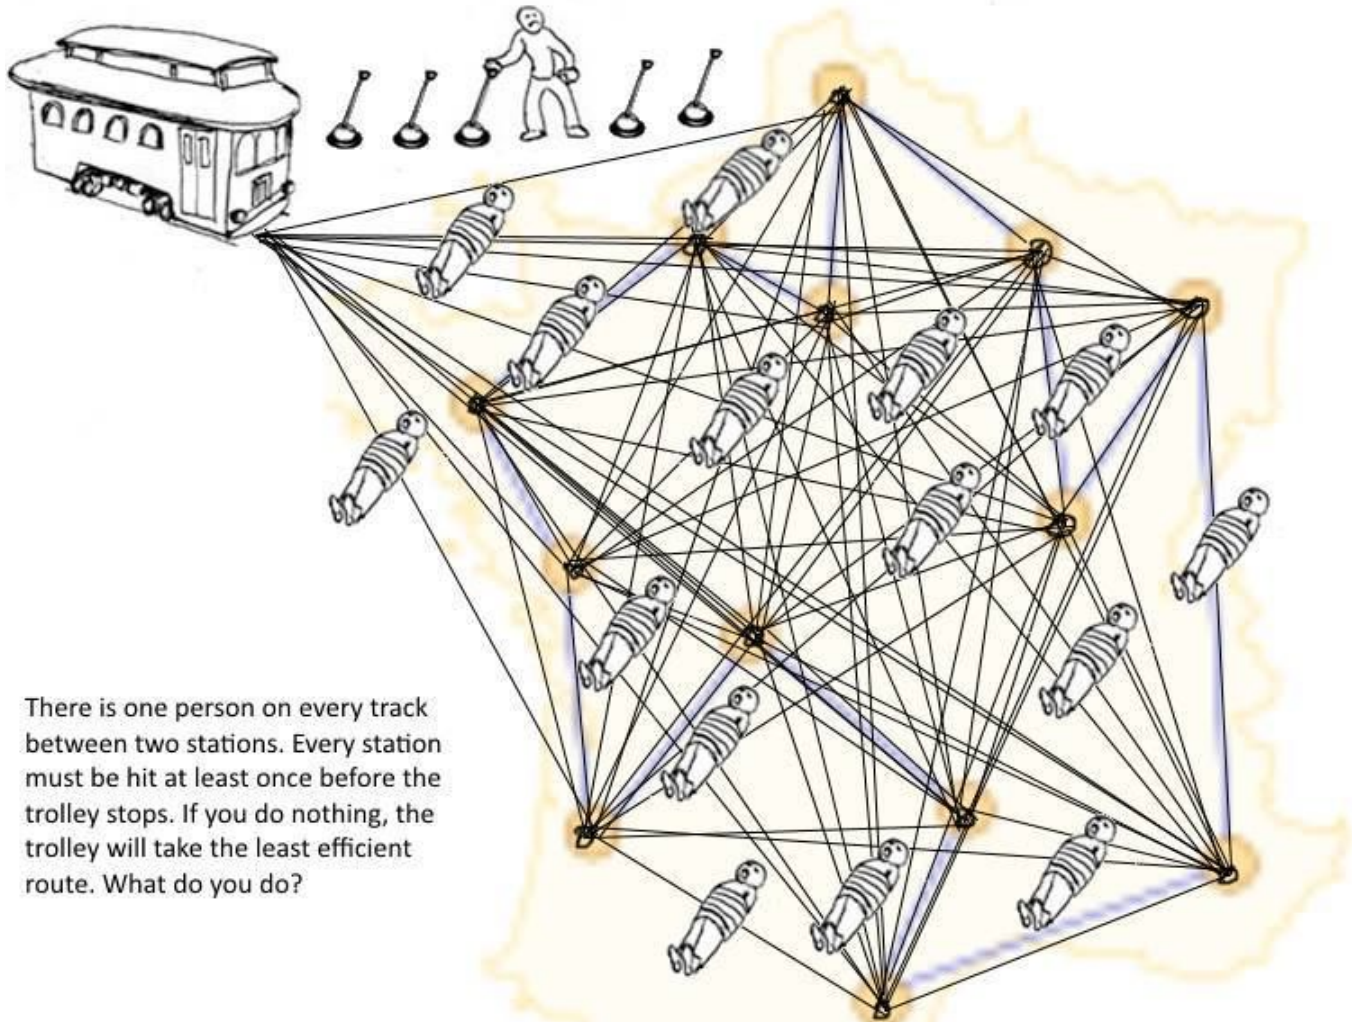 There is one person on every track
between two stations. Every station
must be hit at least once before the
trolley stops. If you do nothing, the
trolley will take the least efficient
route. What do you do?